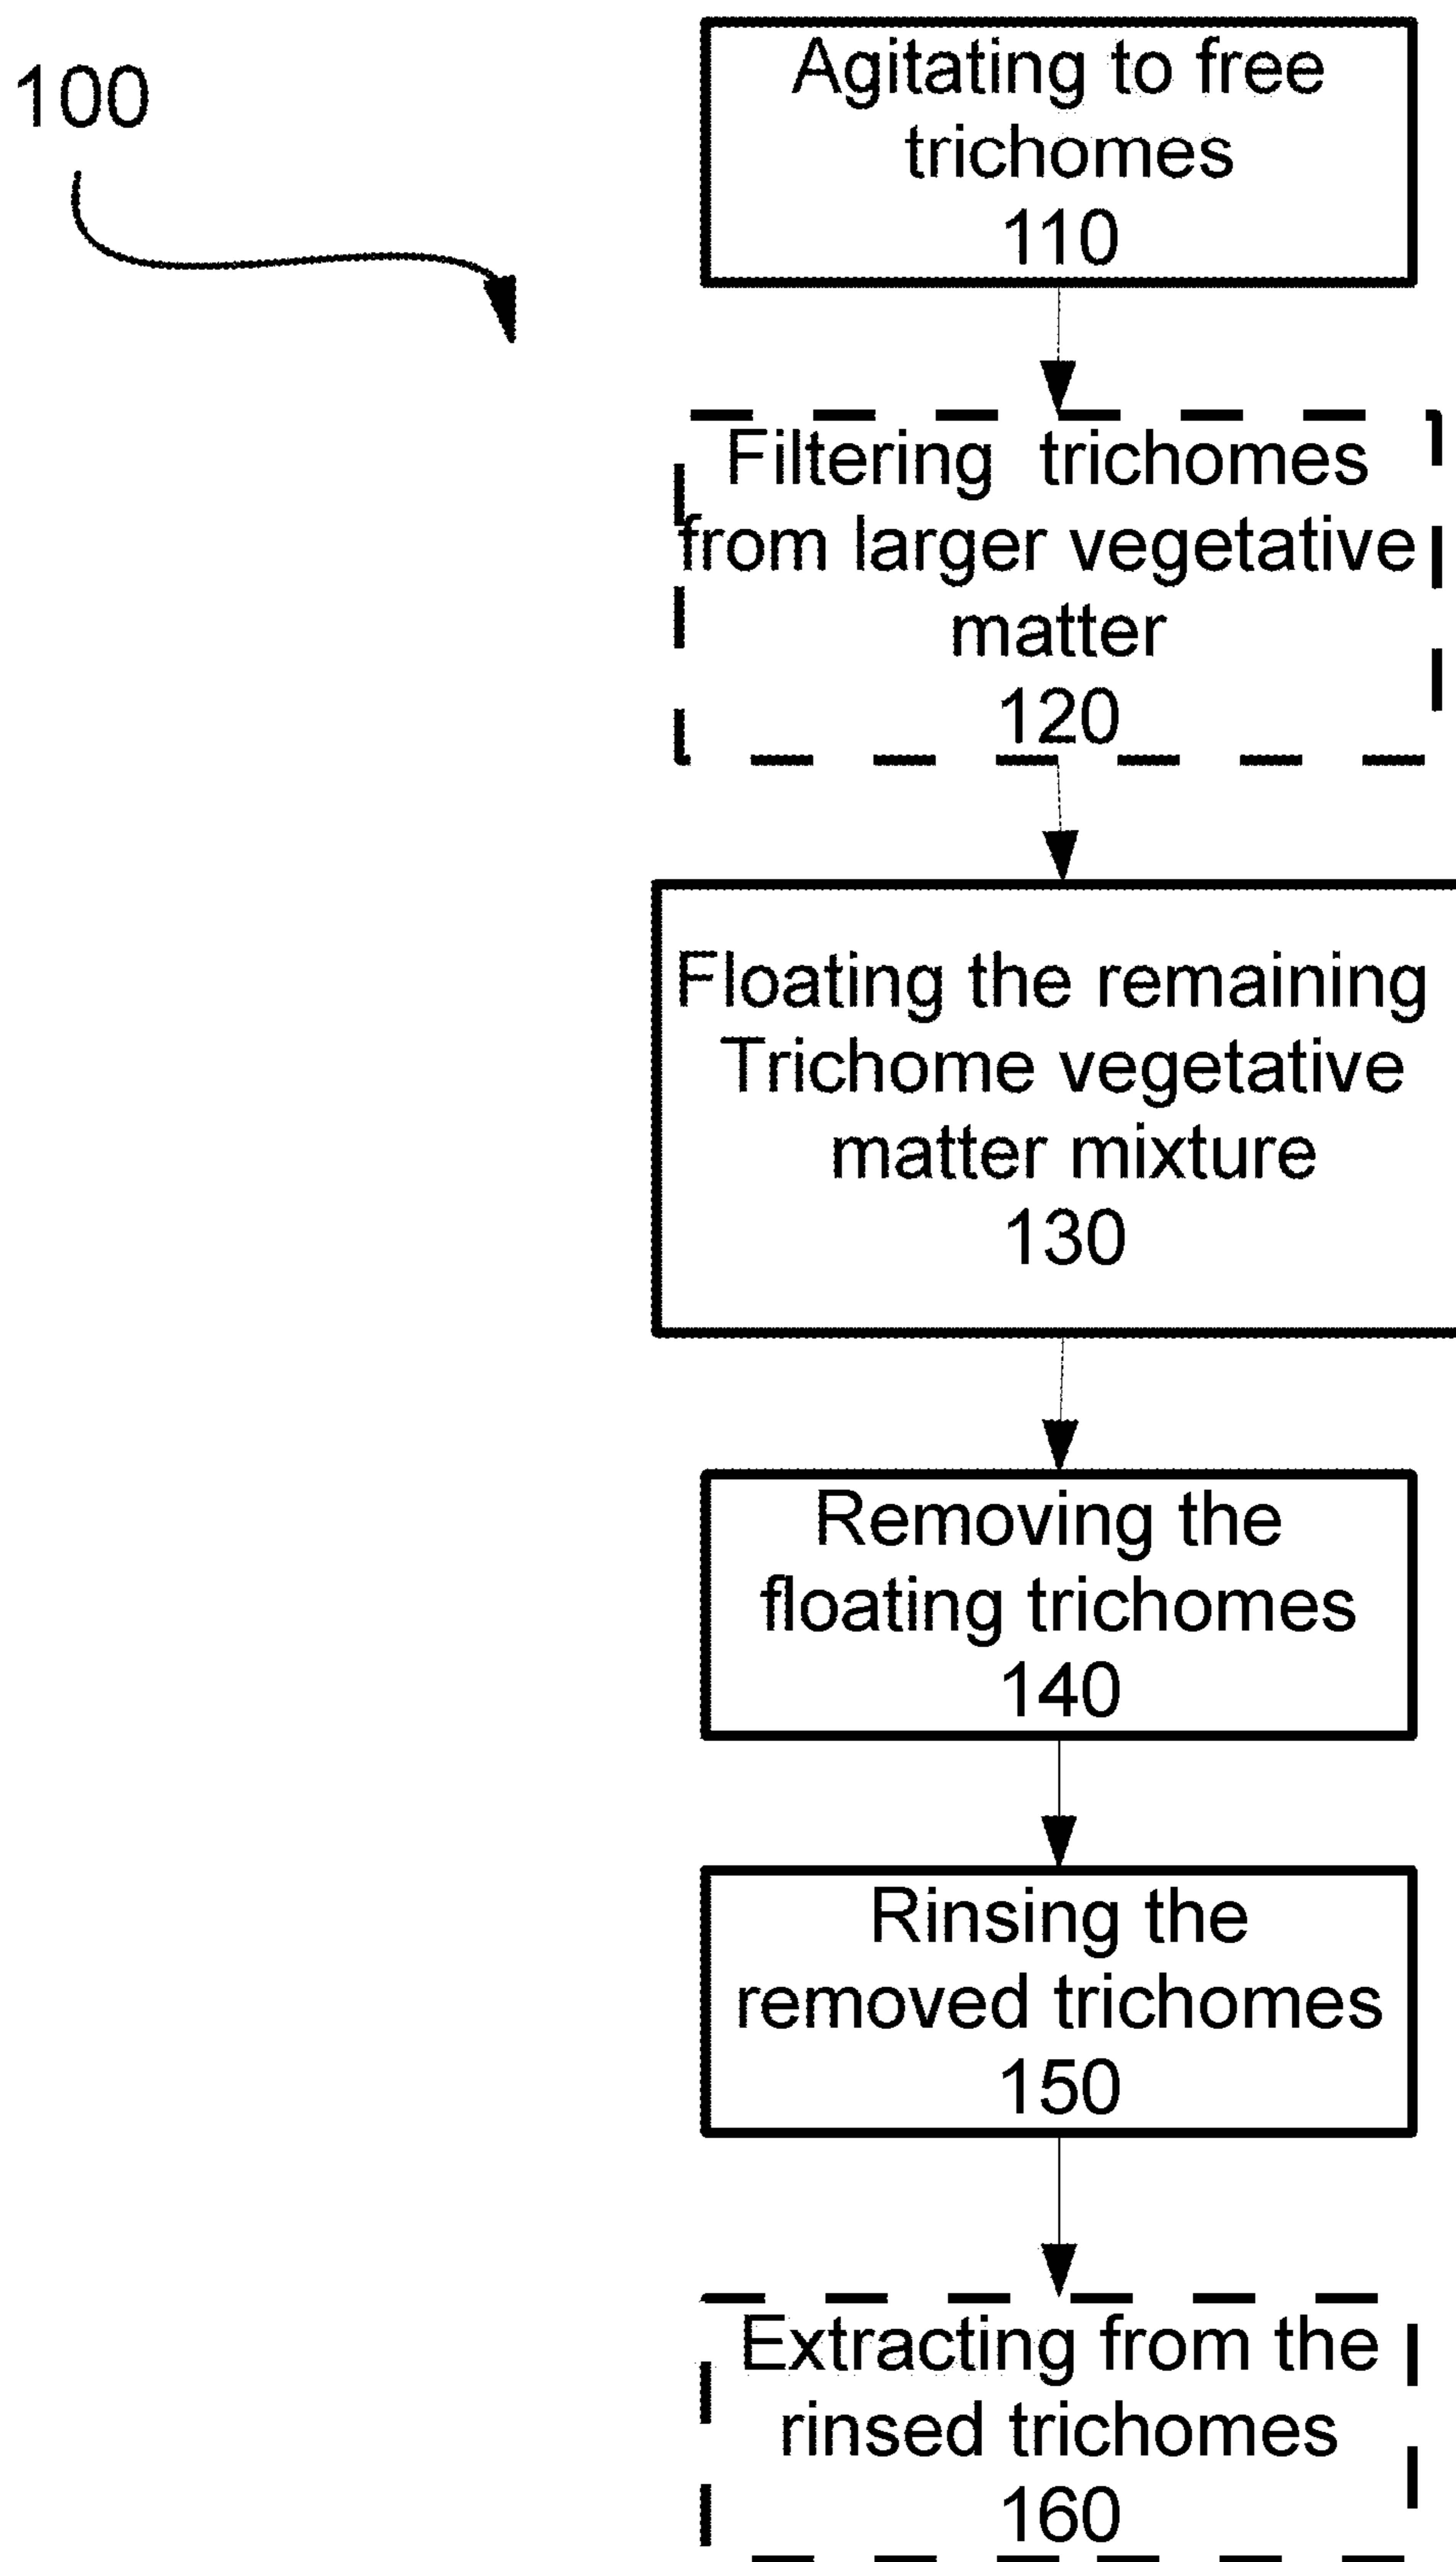 100
Agitating to free
trichomes
110
Filtering trichomes
from larger vegetative
matter
120
Floating the remaining
Trichome vegetative
matter mixture
130
Removing the
floating trichomes
140
Rinsing the
removed trichomes
150
Extracting from the
rinsed trichomes
160